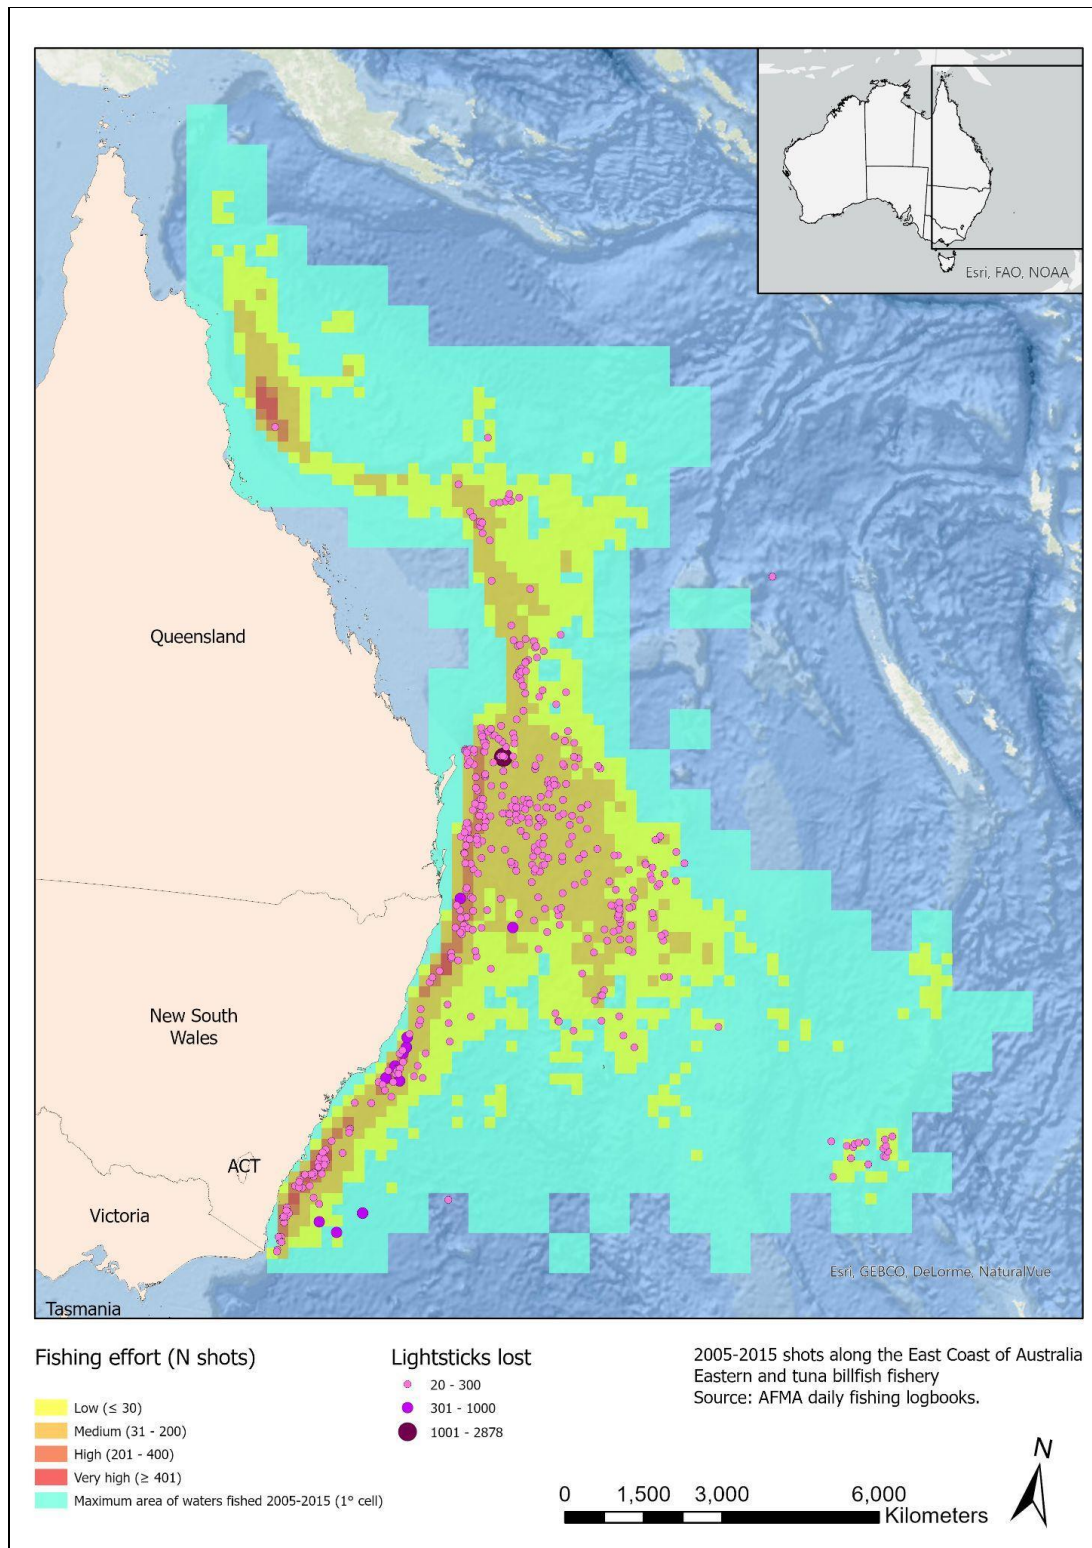 Esri, FAO, NOAA
Queensland
New South
Wales
ACT
Victoria
Tasmania
Esri, GEBCO, DeLorme, NaturalVue
Fishing effort (N shots)
Low (≤ 30)
Medium (31 - 200)
High (201 - 400)
Very high (≥ 401)
Maximum area of waters fished 2005-2015 (1° cell)
Lightsticks lost
20 - 300
301 - 1000
1001 - 2878
2005-2015 shots along the East Coast of Australia
Eastern and tuna billfish fishery
Source: AFMA daily fishing logbooks.
N
0 1,500 3,000 6,000
Kilometers